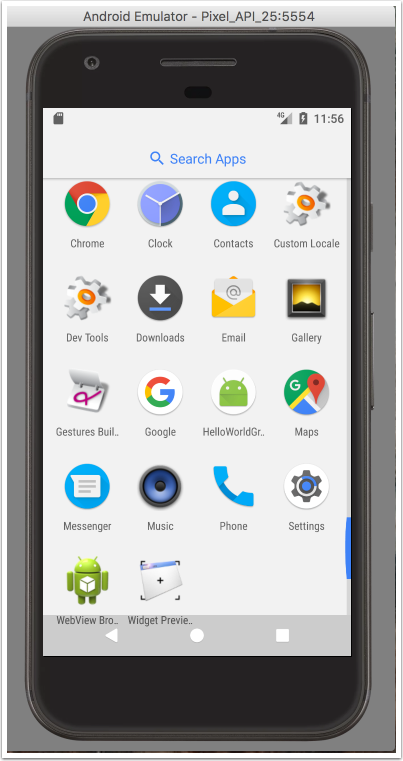 Android Emulator - Pixel_API_25:5554
4G 11:56
Search Apps
Chrome Clock Contacts Custom Locale
Dev Tools Downloads Email Gallery
Gestures Buil.. Google HelloWorldGr.. Maps
Messenger Music Phone Settings
WebView Bro.. Widget Previe..